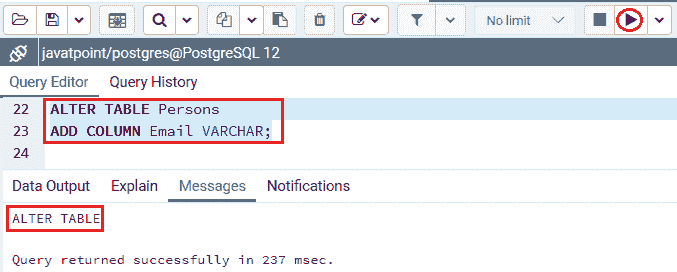 No limit
javatpoint/postgres@PostgreSQL 12
Query Editor Query History
22 ALTER TABLE Persons
23 ADD COLUMN Email VARCHAR;
24
Data Output Explain Messages Notifications
ALTER TABLE
Query returned successfully in 237 msec.